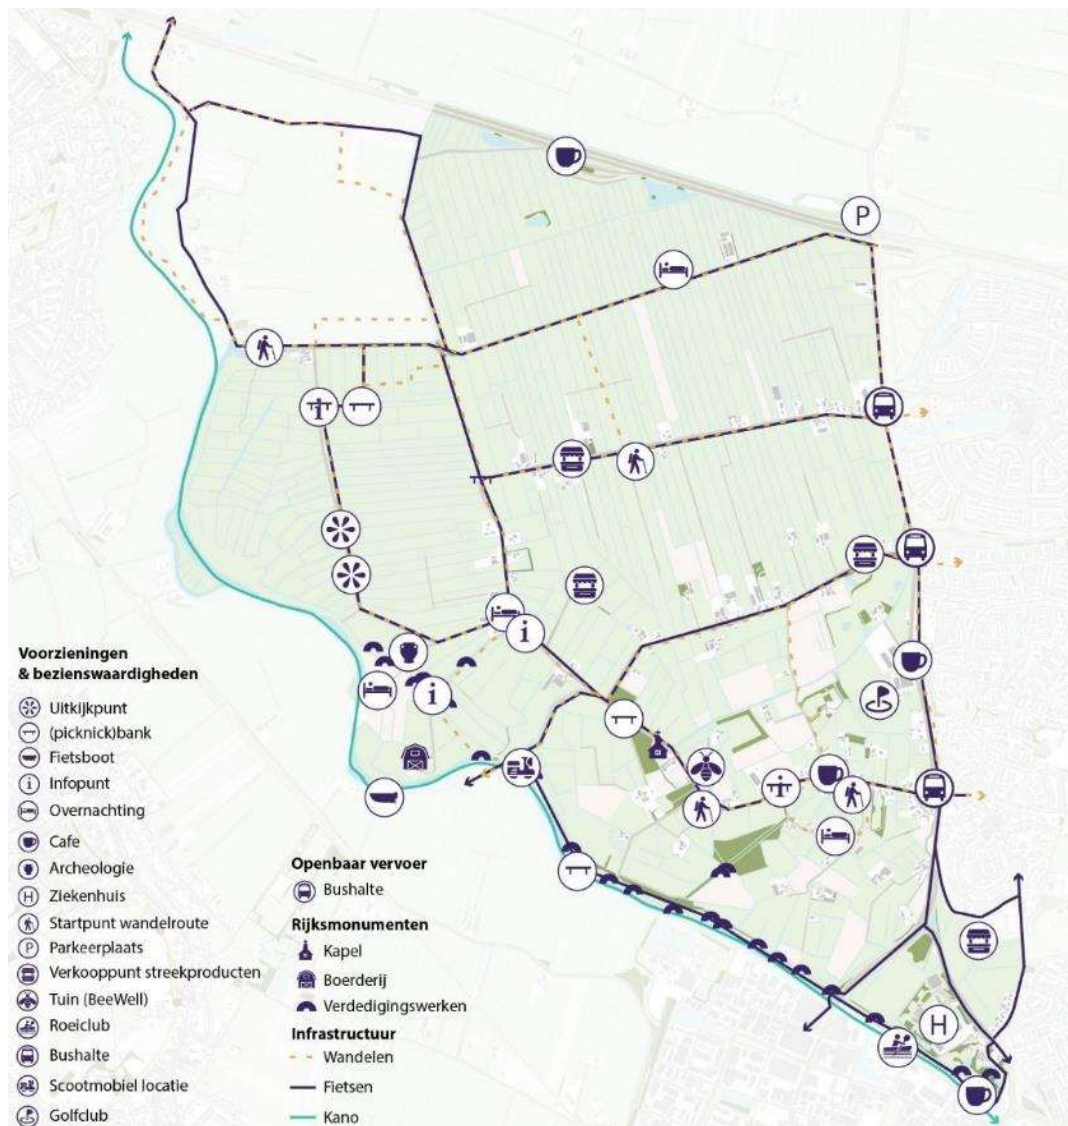 P
i
i
H
Voorzieningen
& bezienswaardigheden
Uitkijkpunt
(picknick)bank
Fietsboot
i Infopunt
Overnachting
Cafe
Archeologie
H Ziekenhuis
Startpunt wandelroute
P Parkeerplaats
Verkooppunt streekproducten
Tuin (BeeWell)
Roeiclub
Bushalte
Scootmobiel locatie
Golfclub
Openbaar vervoer
Bushalte
Rijksmonumenten
Kapel
Boerderij
Verdedigingswerken
Infrastructuur
Wandelen
Fietsen
Kano